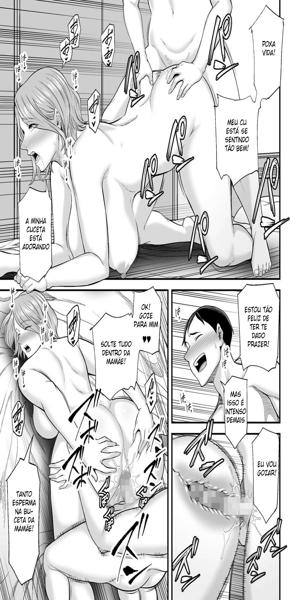 POXA
VIDA!
MEU CU
ESTÁ SE
SENTINDO
TÃO BEM!
A MINHA
CUCETA
ESTÁ
ADORANDO
ESTOU TÃO
FELIZ DE
TER TE
DADO
PRAZER!
MAS
ISSO É
INTENSO
DEMAIS
OK!
GOZE
PARA MIM
SOLTE TUDO
DENTRO DA
MAMÃE!
EU VOU
GOZAR!
TANTO
ESPERMA
NA BU-
CETA DA
MAMÃE!